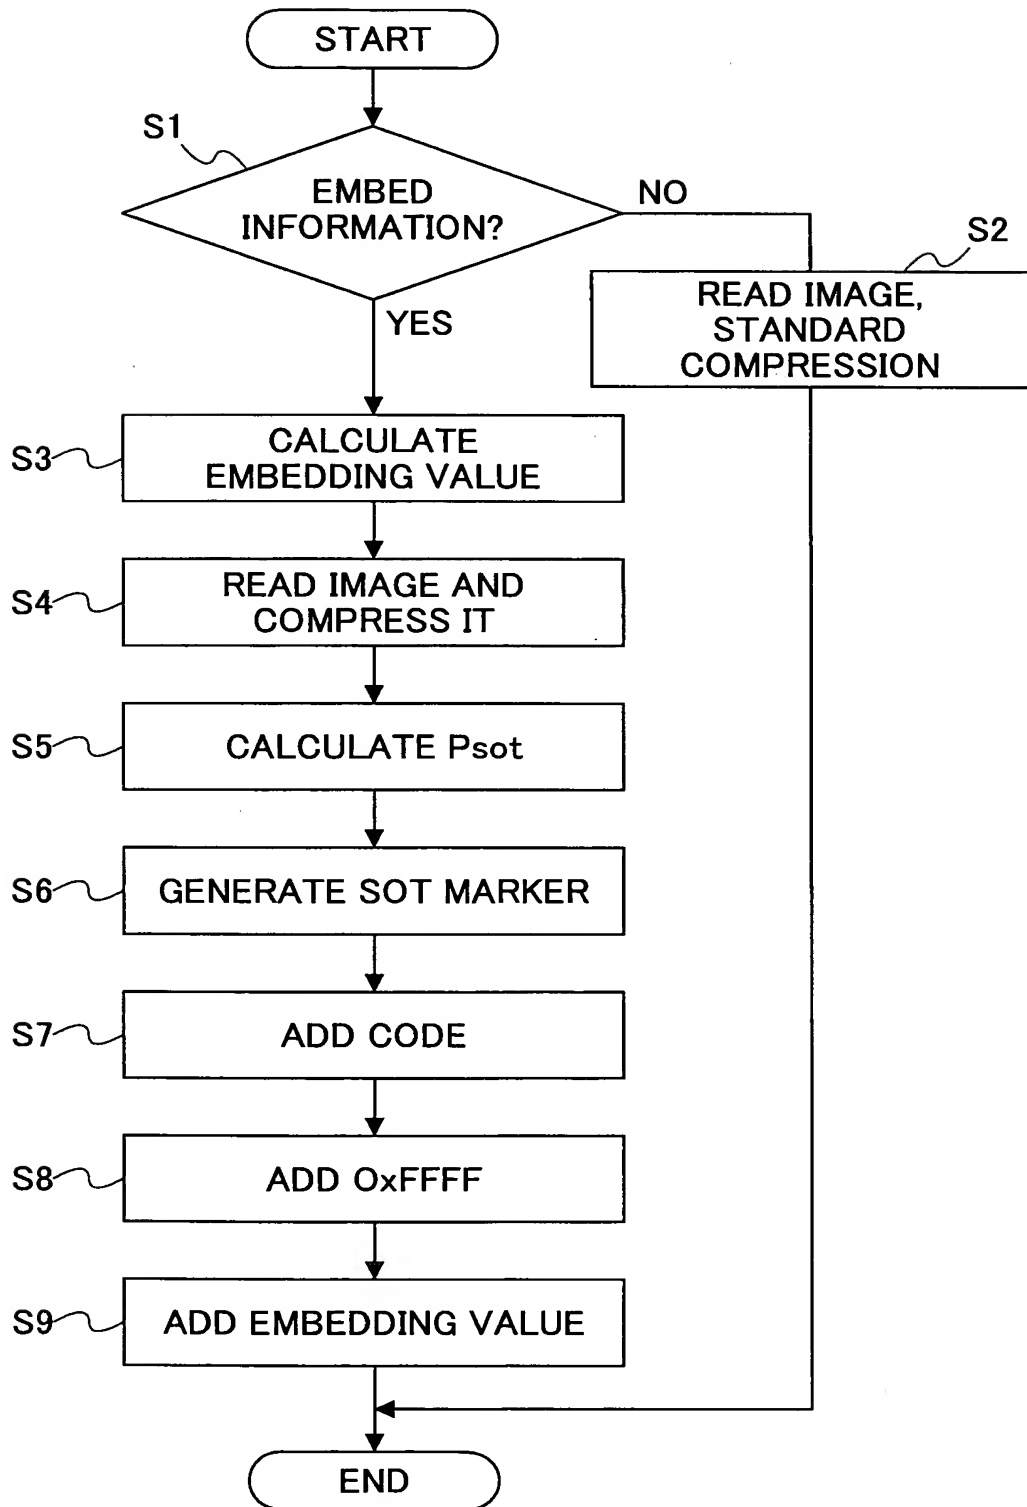 START
S1
EMBED
INFORMATION?
NO
S2
READ IMAGE,
STANDARD
COMPRESSION
YES
S3
CALCULATE
EMBEDDING VALUE
S4
READ IMAGE AND
COMPRESS IT
S5
CALCULATE Psot
S6
GENERATE SOT MARKER
S7
ADD CODE
S8
ADD 0xFFFF
S9
ADD EMBEDDING VALUE
END